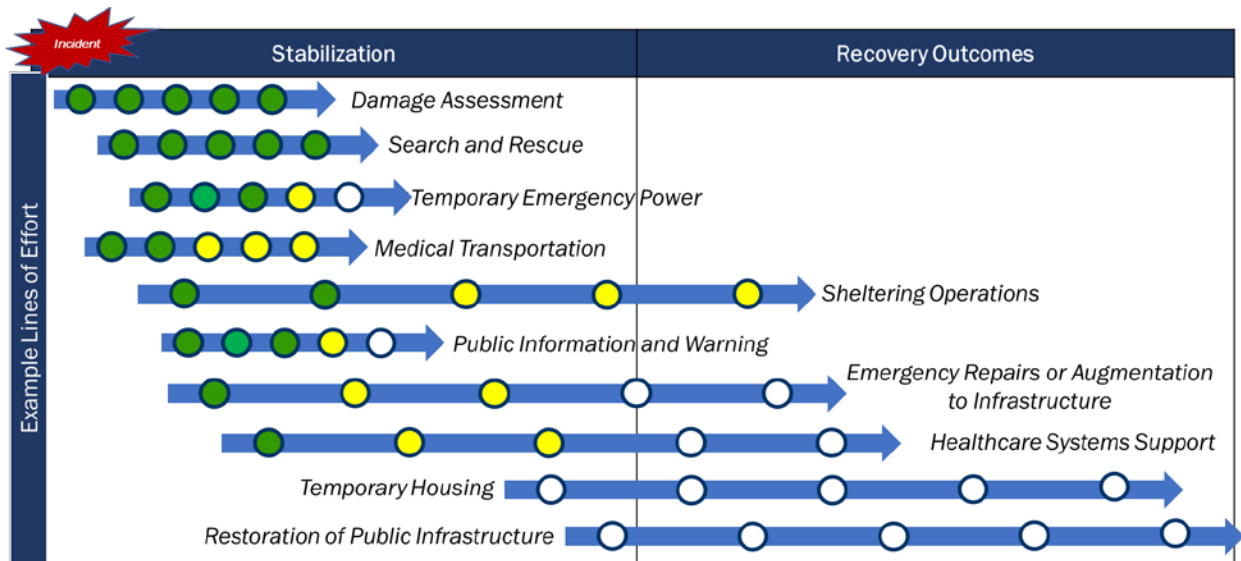 Incident
Stabilization
Recovery Outcomes
Example Lines of Effort
Damage Assessment
Search and Rescue
Temporary Emergency Power
Medical Transportation
Sheltering Operations
Public Information and Warning
Emergency Repairs or Augmentation
to Infrastructure
Healthcare Systems Support
Temporary Housing
Restoration of Public Infrastructure